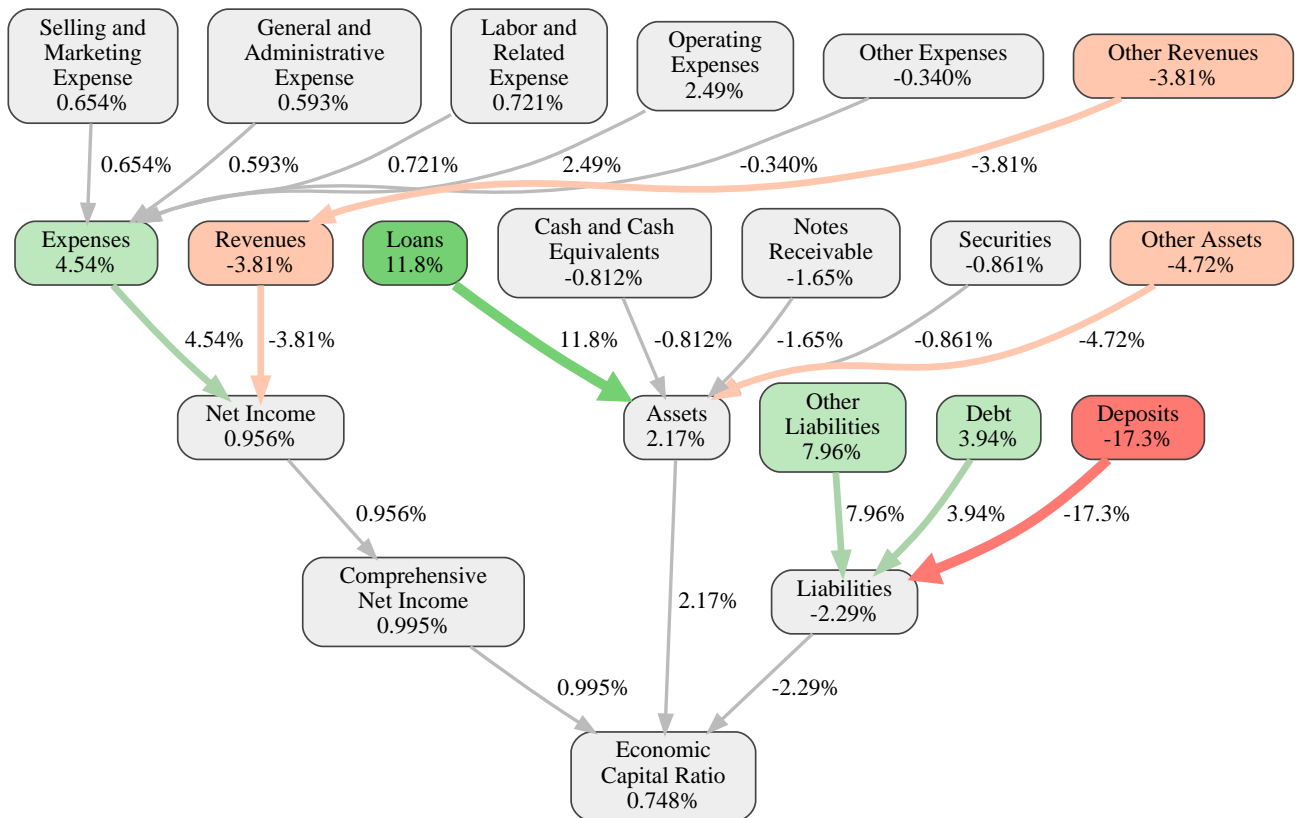 Selling and
Marketing
Expense
0.654%
General and
Administrative
Expense
0.593%
Labor and
Related
Expense
0.721%
Operating
Expenses
2.49%
Other Expenses
-0.340%
Other Revenues
-3.81%
0.654%
0.593%
0.721%
2.49%
-0.340%
-3.81%
Expenses
4.54%
Revenues
-3.81%
Loans
11.8%
Cash and Cash
Equivalents
-0.812%
Notes
Receivable
-1.65%
Securities
-0.861%
Other Assets
-4.72%
4.54%
-3.81%
11.8%
-0.812%
-1.65%
-0.861%
-4.72%
Net Income
0.956%
Assets
2.17%
Other
Liabilities
7.96%
Debt
3.94%
Deposits
-17.3%
0.956%
7.96%
3.94%
-17.3%
Comprehensive
Net Income
0.995%
2.17%
Liabilities
-2.29%
0.995%
-2.29%
Economic
Capital Ratio
0.748%